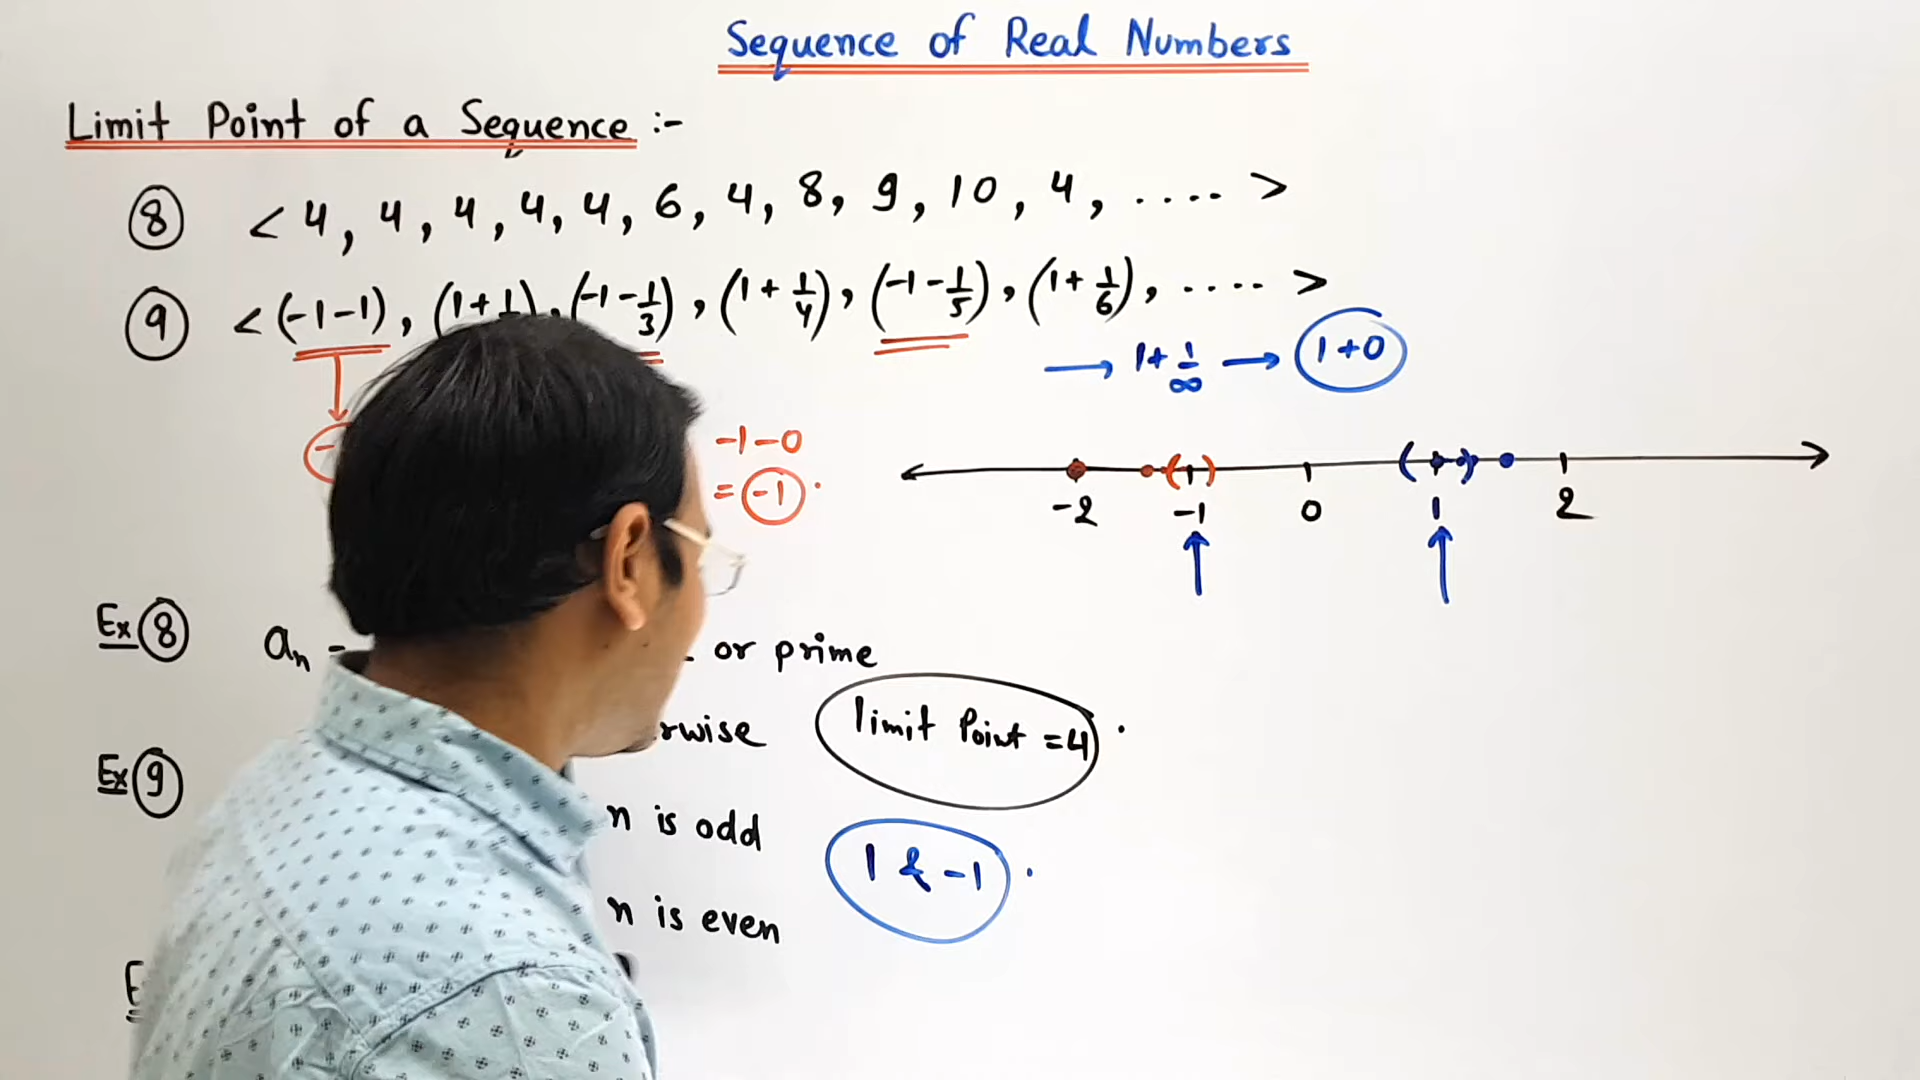 Sequence of Real Numbers
Limit Point of a Sequence :-
⑧ < 4, 4, 4, 4, 4, 6, 4, 8, 9, 10, 4, .... >
⑨ < (-1-1), (1+1/ ), (-1-1/3), (1+1/4), (-1-1/5), (1+1/6), .... >
→ 1+1/∞ → 1+0
-1-0
= -1 .
-2 -1 0 1 2
Ex ⑧ aₙ or prime
limit Point = 4 .
Ex ⑨
n is odd
1 & -1 .
n is even